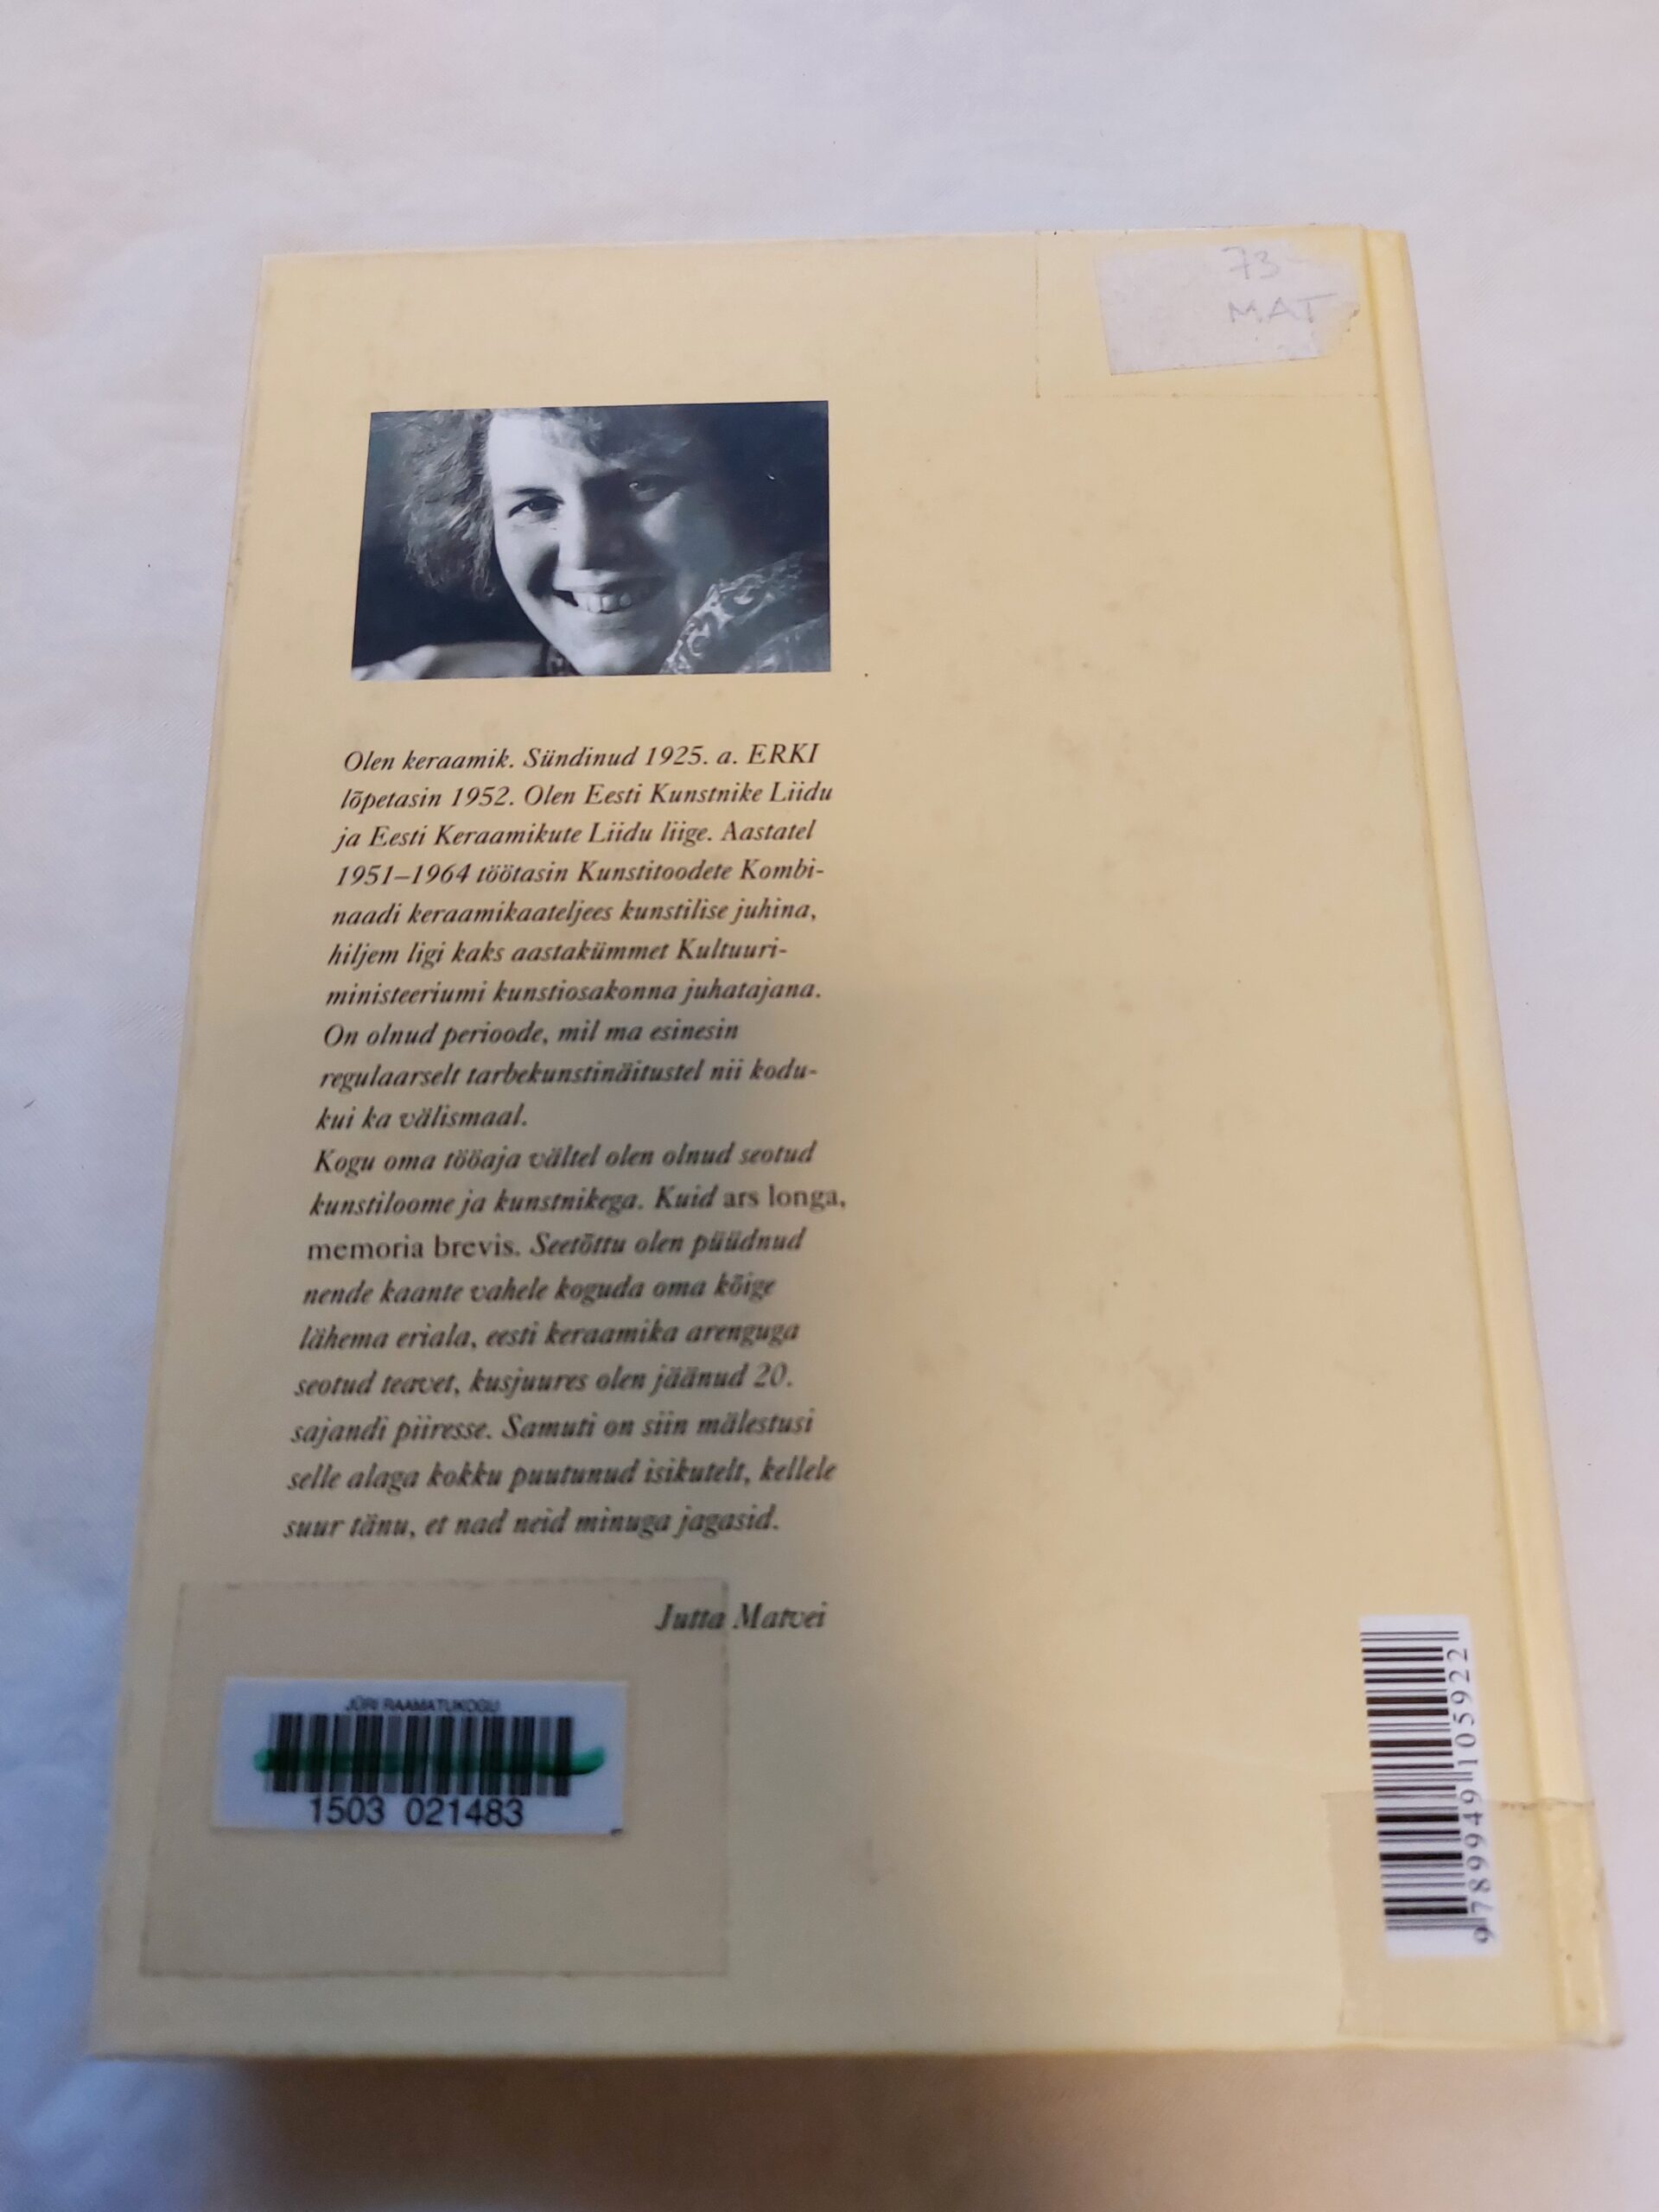 73
MAT
Olen keraamik. Sündinud 1925. a. ERKI
lõpetasin 1952. Olen Eesti Kunstnike Liidu
ja Eesti Keraamikute Liidu liige. Aastatel
1951–1964 töötasin Kunstitoodete Kombi-
naadi keraamikaateljees kunstilise juhina,
hiljem ligi kaks aastakümmet Kultuuri-
ministeeriumi kunstiosakonna juhatajana.
On olnud perioode, mil ma esinesin
regulaarselt tarbekunstinäitustel nii kodu-
kui ka välismaal.
Kogu oma tööaja vältel olen olnud seotud
kunstiloome ja kunstnikega. Kuid ars longa,
memoria brevis. Seetõttu olen püüdnud
nende kaante vahele koguda oma kõige
lähema eriala, eesti keraamika arenguga
seotud teavet, kusjuures olen jäänud 20.
sajandi piiresse. Samuti on siin mälestusi
selle alaga kokku puutunud isikutelt, kellele
suur tänu, et nad neid minuga jagasid.
Jutta Matvei
JÜRI RAAMATUKOGU
1503 021483
9789949105922